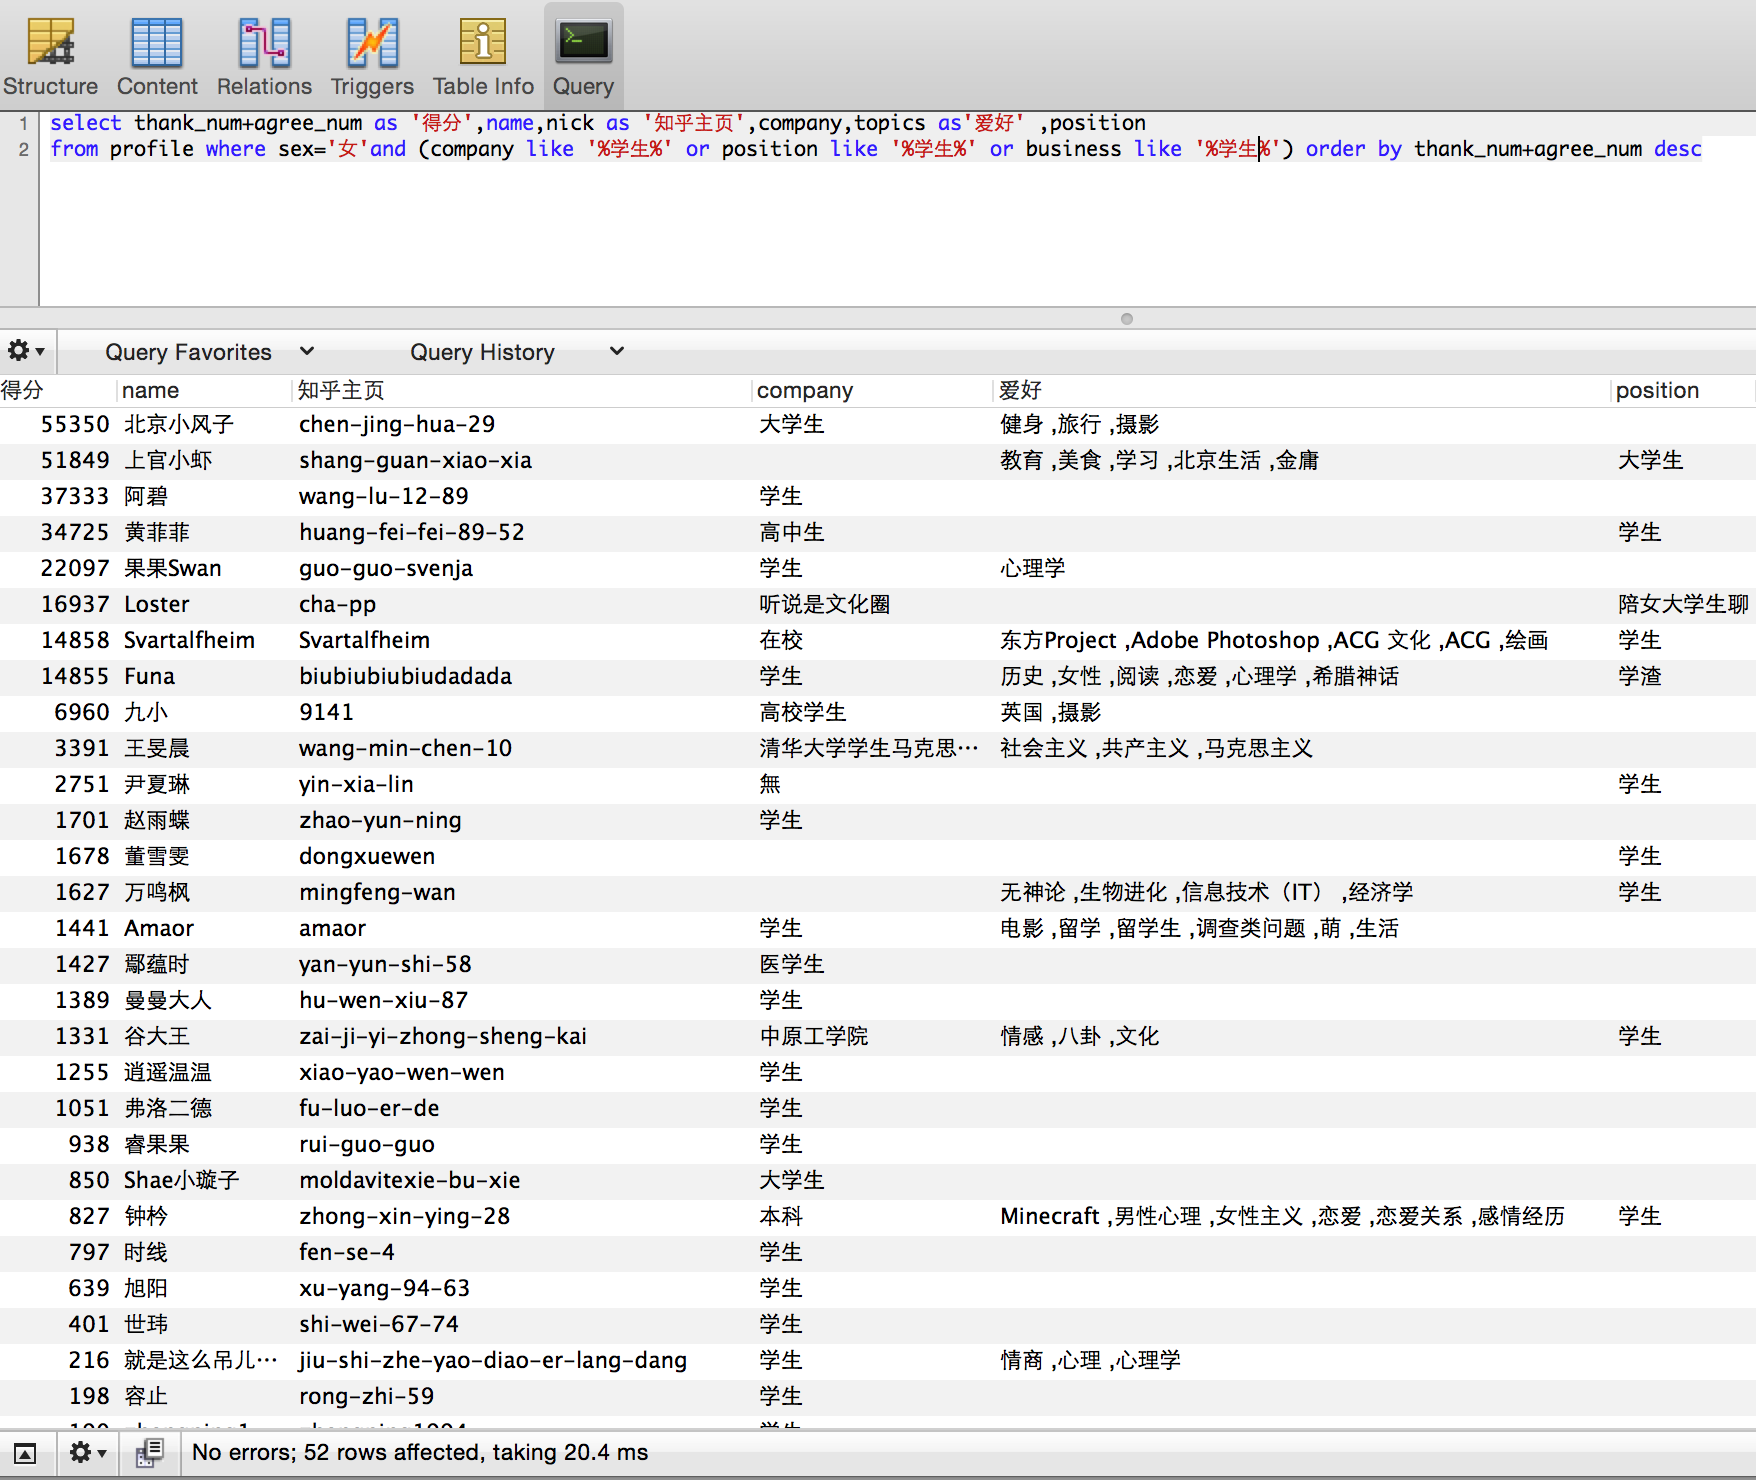 Structure Content Relations Triggers Table Info Query
1 select thank_num+agree_num as '得分',name,nick as '知乎主页',company,topics as'爱好' ,position
2 from profile where sex='女'and (company like '%学生%' or position like '%学生%' or business like '%学生%') order by thank_num+agree_num desc
Query Favorites Query History
得分 name 知乎主页 company 爱好 position
55350 北京小风子 chen-jing-hua-29 大学生 健身 ,旅行 ,摄影
51849 上官小虾 shang-guan-xiao-xia 教育 ,美食 ,学习 ,北京生活 ,金庸 大学生
37333 阿碧 wang-lu-12-89 学生
34725 黄菲菲 huang-fei-fei-89-52 高中生 学生
22097 果果Swan guo-guo-svenja 学生 心理学
16937 Loster cha-pp 听说是文化圈 陪女大学生聊
14858 Svartalfheim Svartalfheim 在校 东方Project ,Adobe Photoshop ,ACG 文化 ,ACG ,绘画 学生
14855 Funa biubiubiubiudadada 学生 历史 ,女性 ,阅读 ,恋爱 ,心理学 ,希腊神话 学渣
6960 九小 9141 高校学生 英国 ,摄影
3391 王旻晨 wang-min-chen-10 清华大学学生马克思… 社会主义 ,共产主义 ,马克思主义
2751 尹夏琳 yin-xia-lin 無 学生
1701 赵雨蝶 zhao-yun-ning 学生
1678 董雪雯 dongxuewen 学生
1627 万鸣枫 mingfeng-wan 无神论 ,生物进化 ,信息技术（IT） ,经济学 学生
1441 Amaor amaor 学生 电影 ,留学 ,留学生 ,调查类问题 ,萌 ,生活
1427 鄢蕴时 yan-yun-shi-58 医学生
1389 曼曼大人 hu-wen-xiu-87 学生
1331 谷大王 zai-ji-yi-zhong-sheng-kai 中原工学院 情感 ,八卦 ,文化 学生
1255 逍遥温温 xiao-yao-wen-wen 学生
1051 弗洛二德 fu-luo-er-de 学生
938 睿果果 rui-guo-guo 学生
850 Shae小璇子 moldavitexie-bu-xie 大学生
827 钟枔 zhong-xin-ying-28 本科 Minecraft ,男性心理 ,女性主义 ,恋爱 ,恋爱关系 ,感情经历 学生
797 时线 fen-se-4 学生
639 旭阳 xu-yang-94-63 学生
401 世玮 shi-wei-67-74 学生
216 就是这么吊儿… jiu-shi-zhe-yao-diao-er-lang-dang 学生 情商 ,心理 ,心理学
198 容止 rong-zhi-59 学生
No errors; 52 rows affected, taking 20.4 ms